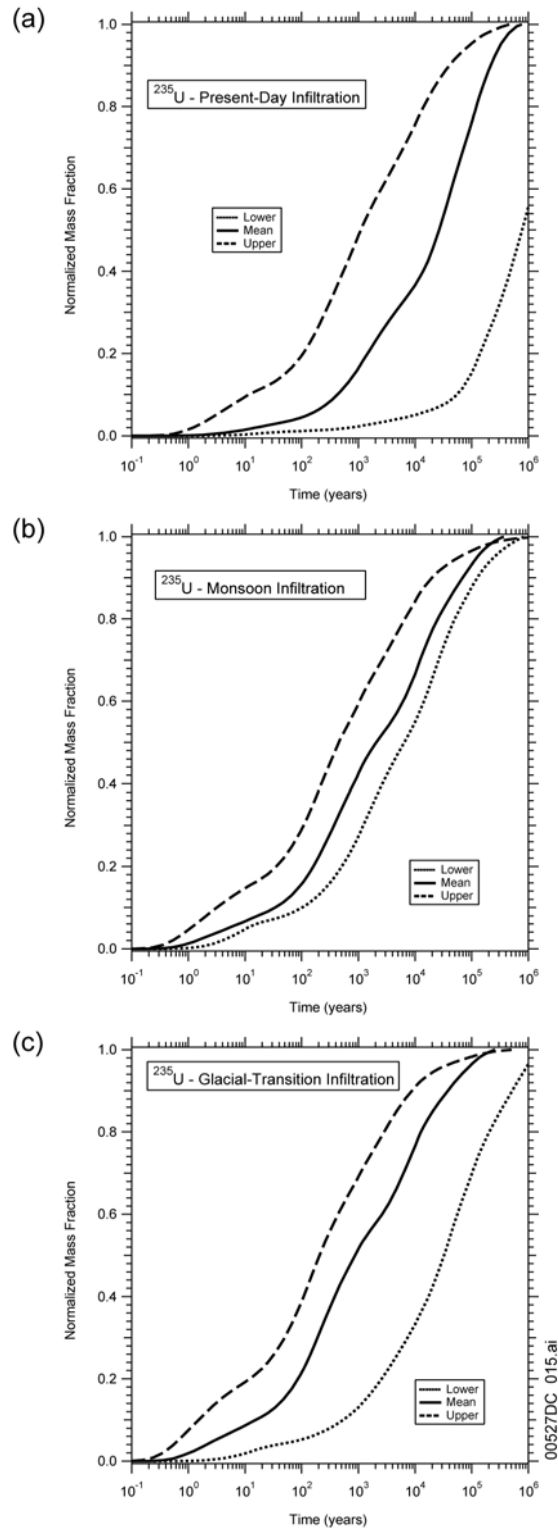 (a)
1.0
0.8
0.6
0.4
0.2
0.0
Normalized Mass Fraction
²³⁵U - Present-Day Infiltration
Lower
Mean
Upper
10⁻¹ 10⁰ 10¹ 10² 10³ 10⁴ 10⁵ 10⁶
Time (years)
(b)
1.0
0.8
0.6
0.4
0.2
0.0
Normalized Mass Fraction
²³⁵U - Monsoon Infiltration
Lower
Mean
Upper
10⁻¹ 10⁰ 10¹ 10² 10³ 10⁴ 10⁵ 10⁶
Time (years)
(c)
1.0
0.8
0.6
0.4
0.2
0.0
Normalized Mass Fraction
²³⁵U - Glacial-Transition Infiltration
Lower
Mean
Upper
10⁻¹ 10⁰ 10¹ 10² 10³ 10⁴ 10⁵ 10⁶
Time (years)
00527DC_015.ai